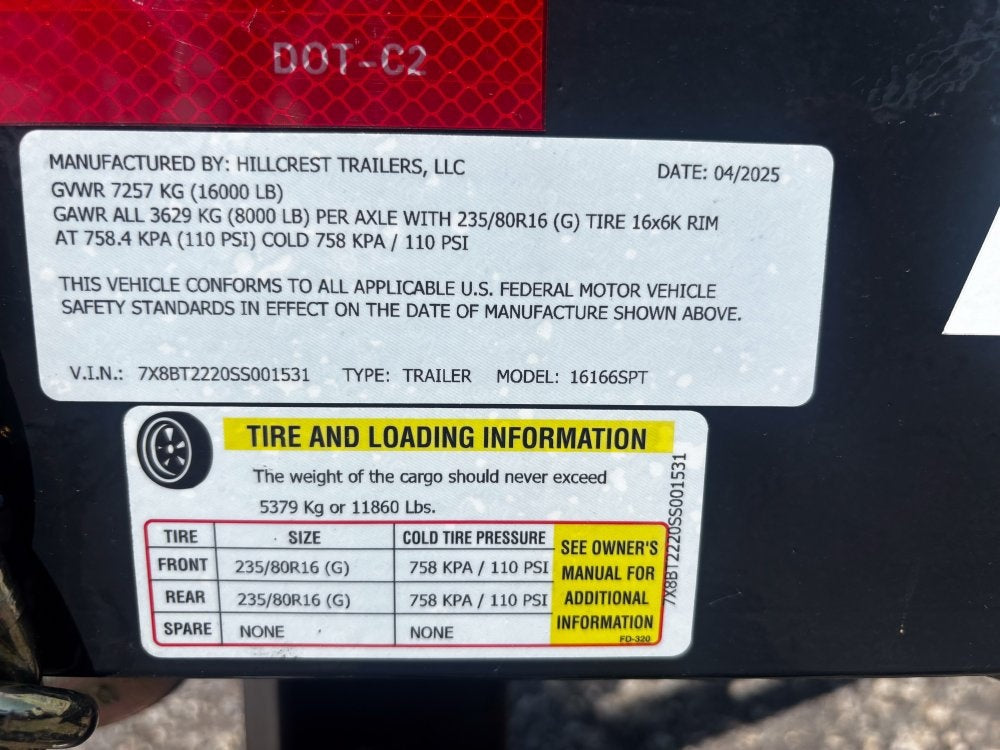 DOT-C2
MANUFACTURED BY: HILLCREST TRAILERS, LLC DATE: 04/2025
GVWR 7257 KG (16000 LB)
GAWR ALL 3629 KG (8000 LB) PER AXLE WITH 235/80R16 (G) TIRE 16x6K RIM
AT 758.4 KPA (110 PSI) COLD 758 KPA / 110 PSI
THIS VEHICLE CONFORMS TO ALL APPLICABLE U.S. FEDERAL MOTOR VEHICLE
SAFETY STANDARDS IN EFFECT ON THE DATE OF MANUFACTURE SHOWN ABOVE.
V.I.N.: 7X8BT2220SS001531 TYPE: TRAILER MODEL: 16166SPT
TIRE AND LOADING INFORMATION
The weight of the cargo should never exceed
5379 Kg or 11860 Lbs.
TIRE SIZE COLD TIRE PRESSURE
FRONT 235/80R16 (G) 758 KPA / 110 PSI
REAR 235/80R16 (G) 758 KPA / 110 PSI
SPARE NONE NONE
SEE OWNER'S
MANUAL FOR
ADDITIONAL
INFORMATION
FD-320
7X8BT2220SS001531